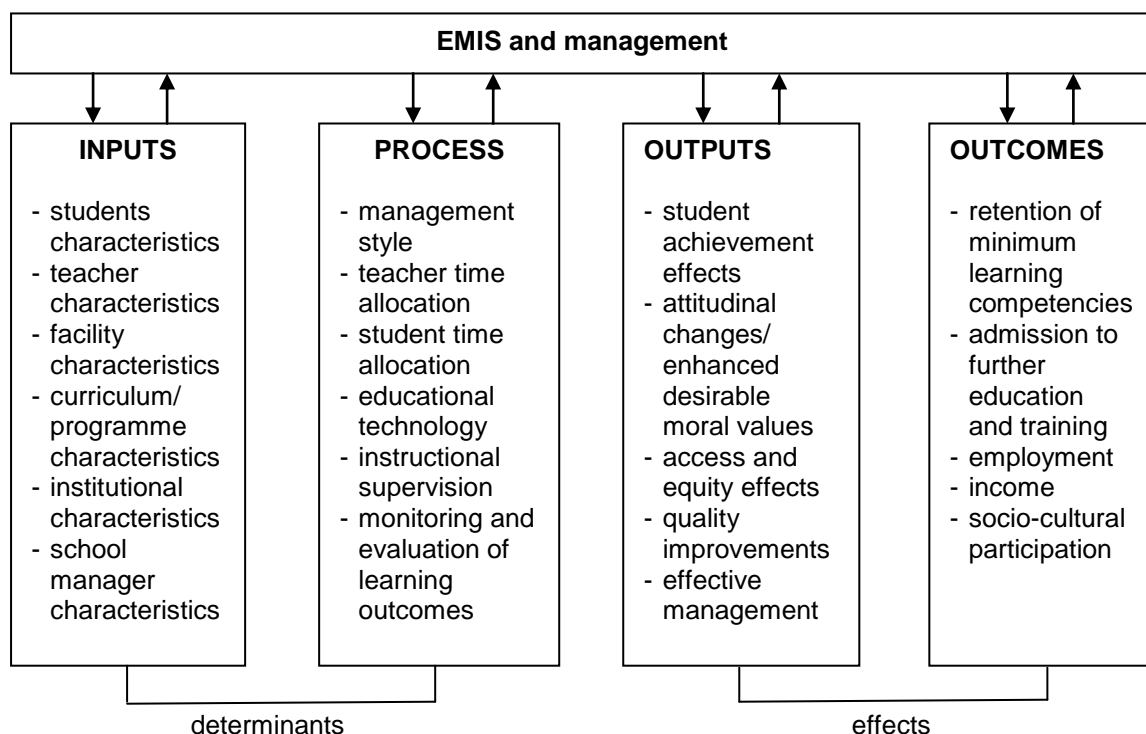 EMIS and management
INPUTS
- students
characteristics
- teacher
characteristics
- facility
characteristics
- curriculum/
programme
characteristics
- institutional
characteristics
- school
manager
characteristics
PROCESS
- management
style
- teacher time
allocation
- student time
allocation
- educational
technology
- instructional
supervision
- monitoring and
evaluation of
learning
outcomes
OUTPUTS
- student
achievement
effects
- attitudinal
changes/
enhanced
desirable
moral values
- access and
equity effects
- quality
improvements
- effective
management
OUTCOMES
- retention of
minimum
learning
competencies
- admission to
further
education
and training
- employment
- income
- socio-cultural
participation
determinants
effects